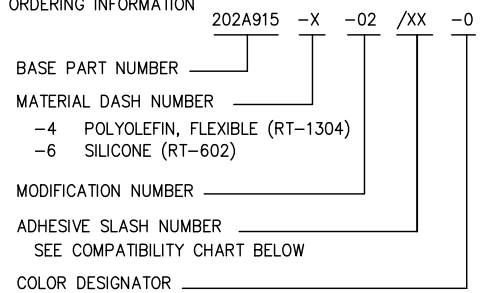 ORDERING INFORMATION
202A915 -X -02 /XX -0
BASE PART NUMBER
MATERIAL DASH NUMBER
-4 POLYOLEFIN, FLEXIBLE (RT-1304)
-6 SILICONE (RT-602)
MODIFICATION NUMBER
ADHESIVE SLASH NUMBER
SEE COMPATIBILITY CHART BELOW
COLOR DESIGNATOR